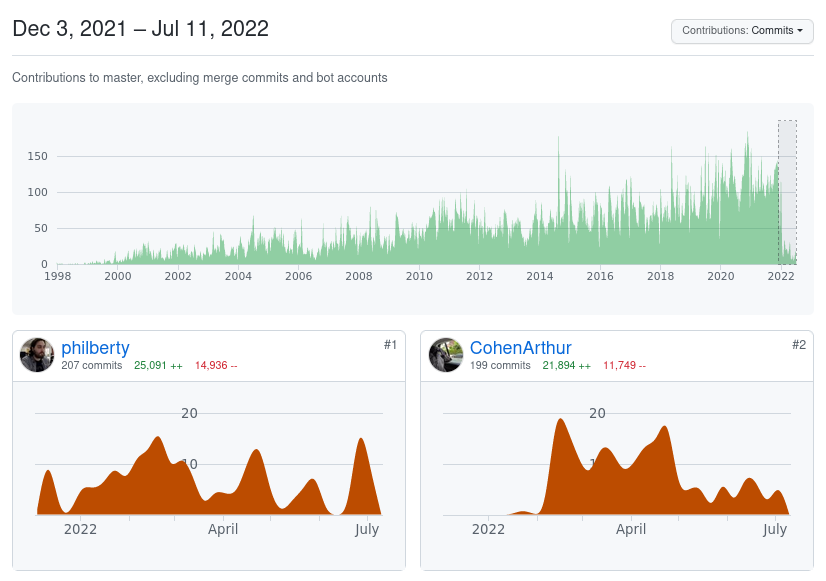 Dec 3, 2021 – Jul 11, 2022
Contributions: Commits
Contributions to master, excluding merge commits and bot accounts
150
100
50
0
1998 2000 2002 2004 2006 2008 2010 2012 2014 2016 2018 2020 2022
philberty #1
207 commits 25,091 ++ 14,936 --
20
10
2022 April July
CohenArthur #2
199 commits 21,894 ++ 11,749 --
20
1
2022 April July